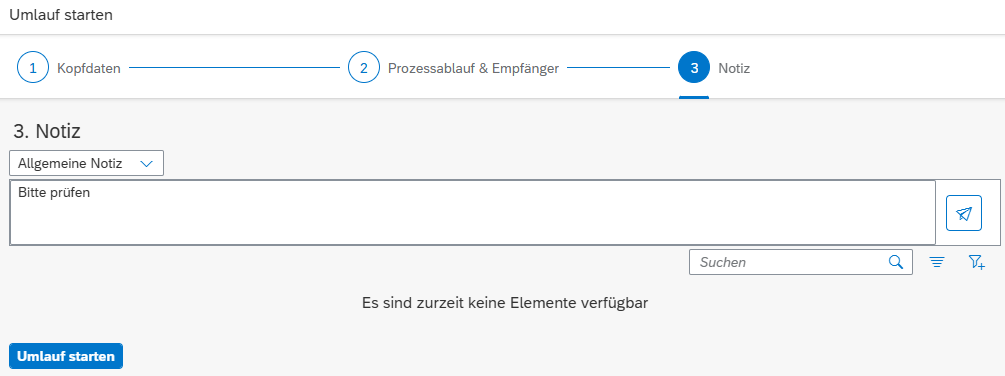 Umlauf starten
1 Kopfdaten 2 Prozessablauf & Empfänger 3 Notiz
3. Notiz
Allgemeine Notiz
Bitte prüfen
Suchen
Es sind zurzeit keine Elemente verfügbar
Umlauf starten